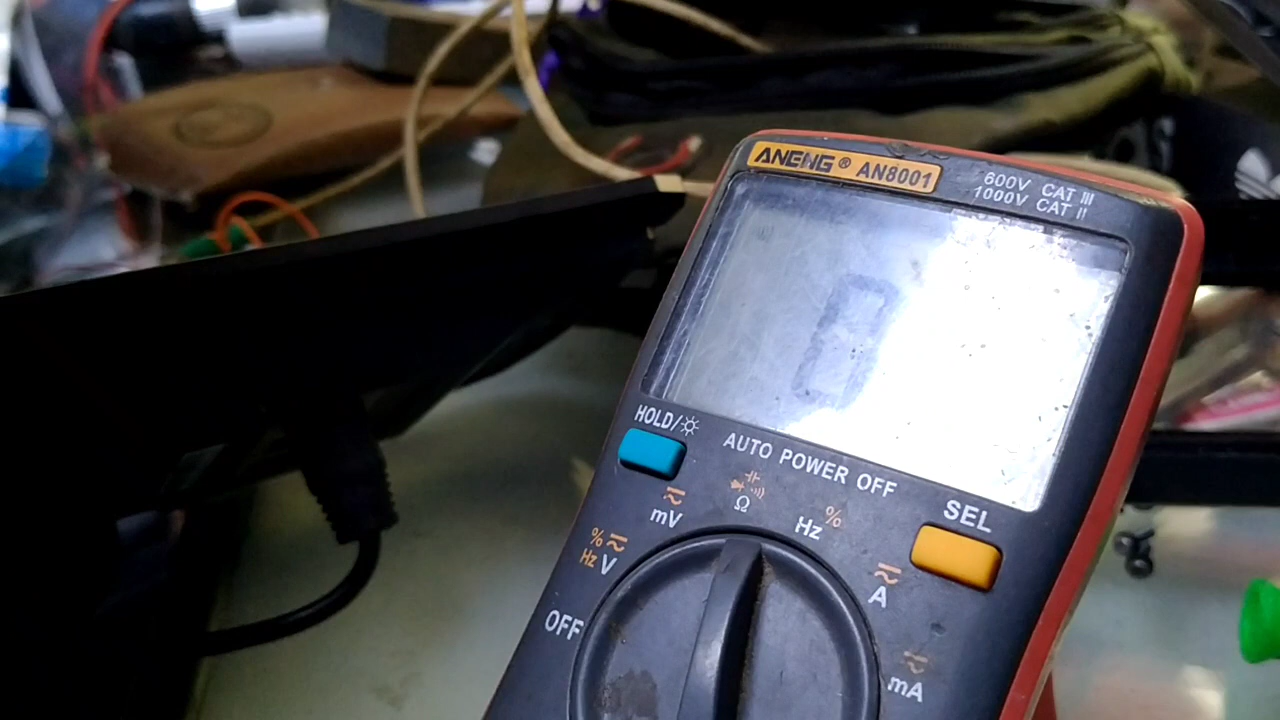 ANENG® AN8001
600V CAT III
1000V CAT II
HOLD/
AUTO POWER OFF
SEL
mV
Ω
Hz %
% Hz V
A
OFF
mA